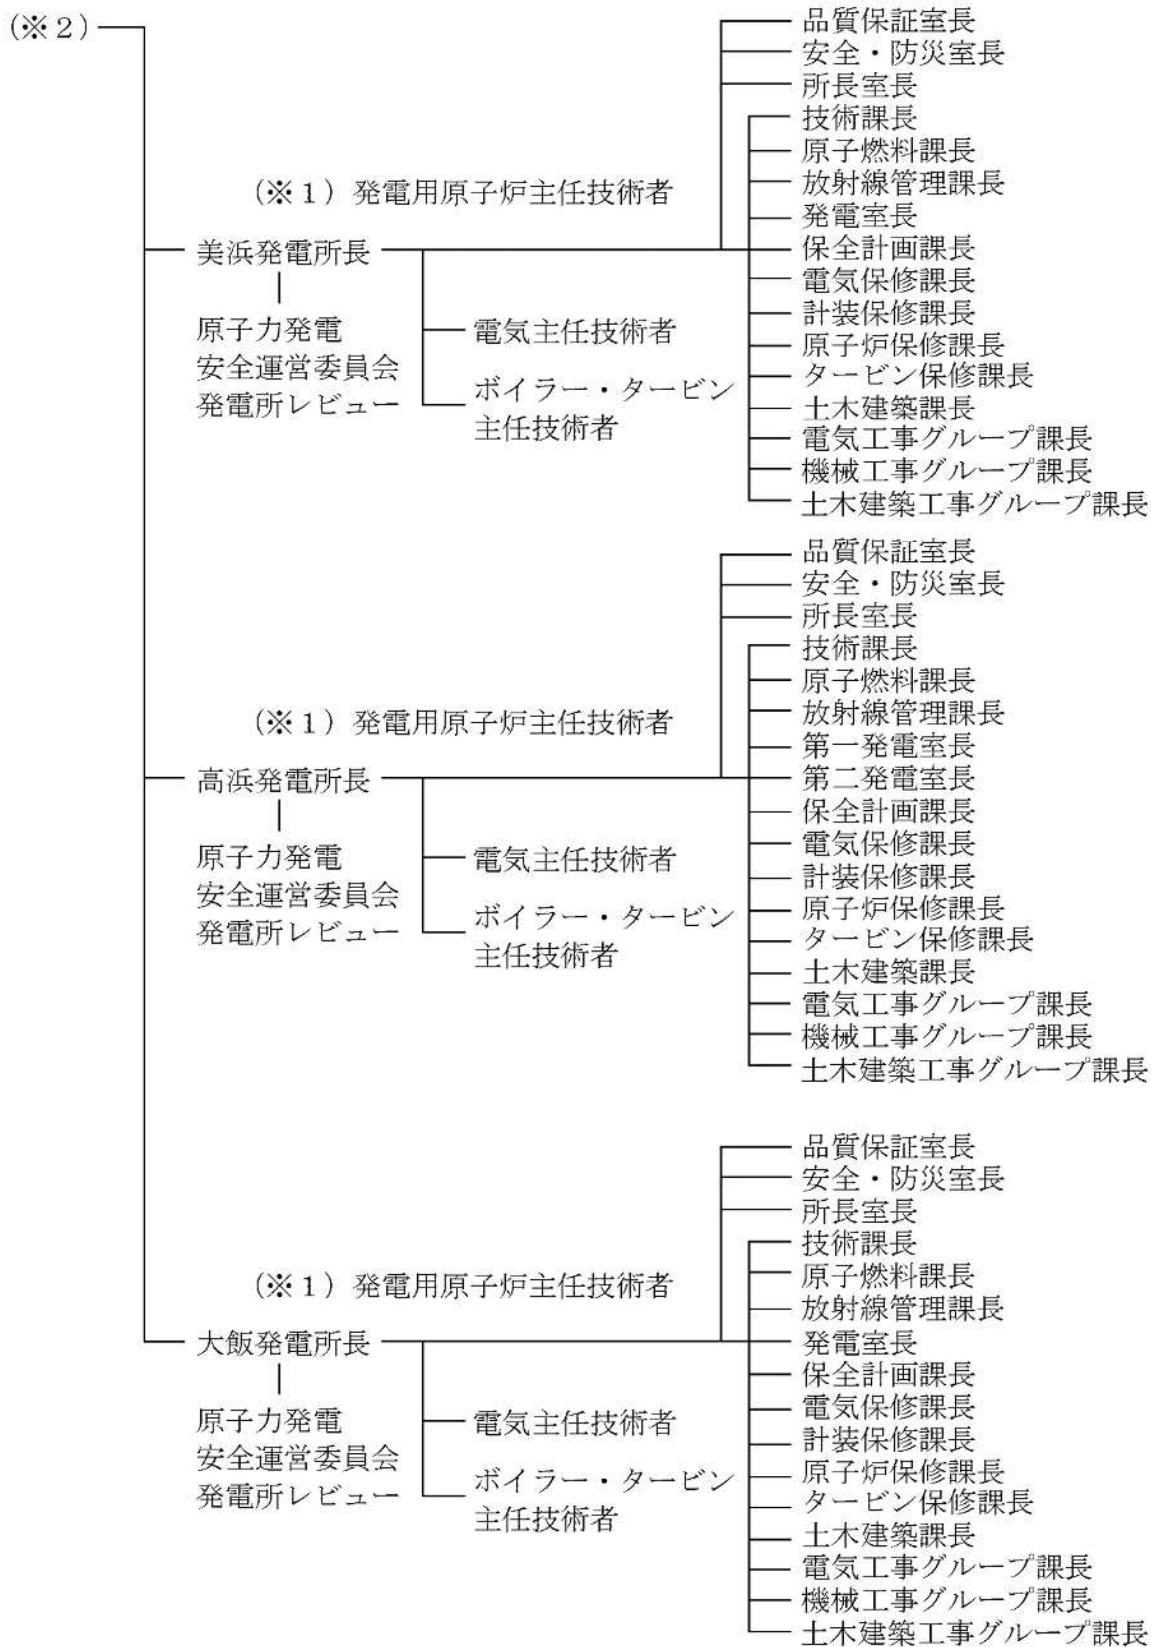 (※２)
品質保証室長
安全・防災室長
所長室長
技術課長
原子燃料課長
放射線管理課長
(※１) 発電用原子炉主任技術者
発電室長
美浜発電所長
保全計画課長
電気保修課長
計装保修課長
原子力発電
安全運営委員会
発電所レビュー
電気主任技術者
ボイラー・タービン
主任技術者
原子炉保修課長
タービン保修課長
土木建築課長
電気工事グループ課長
機械工事グループ課長
土木建築工事グループ課長
品質保証室長
安全・防災室長
所長室長
技術課長
原子燃料課長
放射線管理課長
(※１) 発電用原子炉主任技術者
第一発電室長
高浜発電所長
第二発電室長
保全計画課長
電気保修課長
原子力発電
安全運営委員会
発電所レビュー
電気主任技術者
ボイラー・タービン
主任技術者
計装保修課長
原子炉保修課長
タービン保修課長
土木建築課長
電気工事グループ課長
機械工事グループ課長
土木建築工事グループ課長
品質保証室長
安全・防災室長
所長室長
技術課長
原子燃料課長
(※１) 発電用原子炉主任技術者
放射線管理課長
大飯発電所長
発電室長
保全計画課長
電気保修課長
原子力発電
安全運営委員会
発電所レビュー
電気主任技術者
ボイラー・タービン
主任技術者
計装保修課長
原子炉保修課長
タービン保修課長
土木建築課長
電気工事グループ課長
機械工事グループ課長
土木建築工事グループ課長